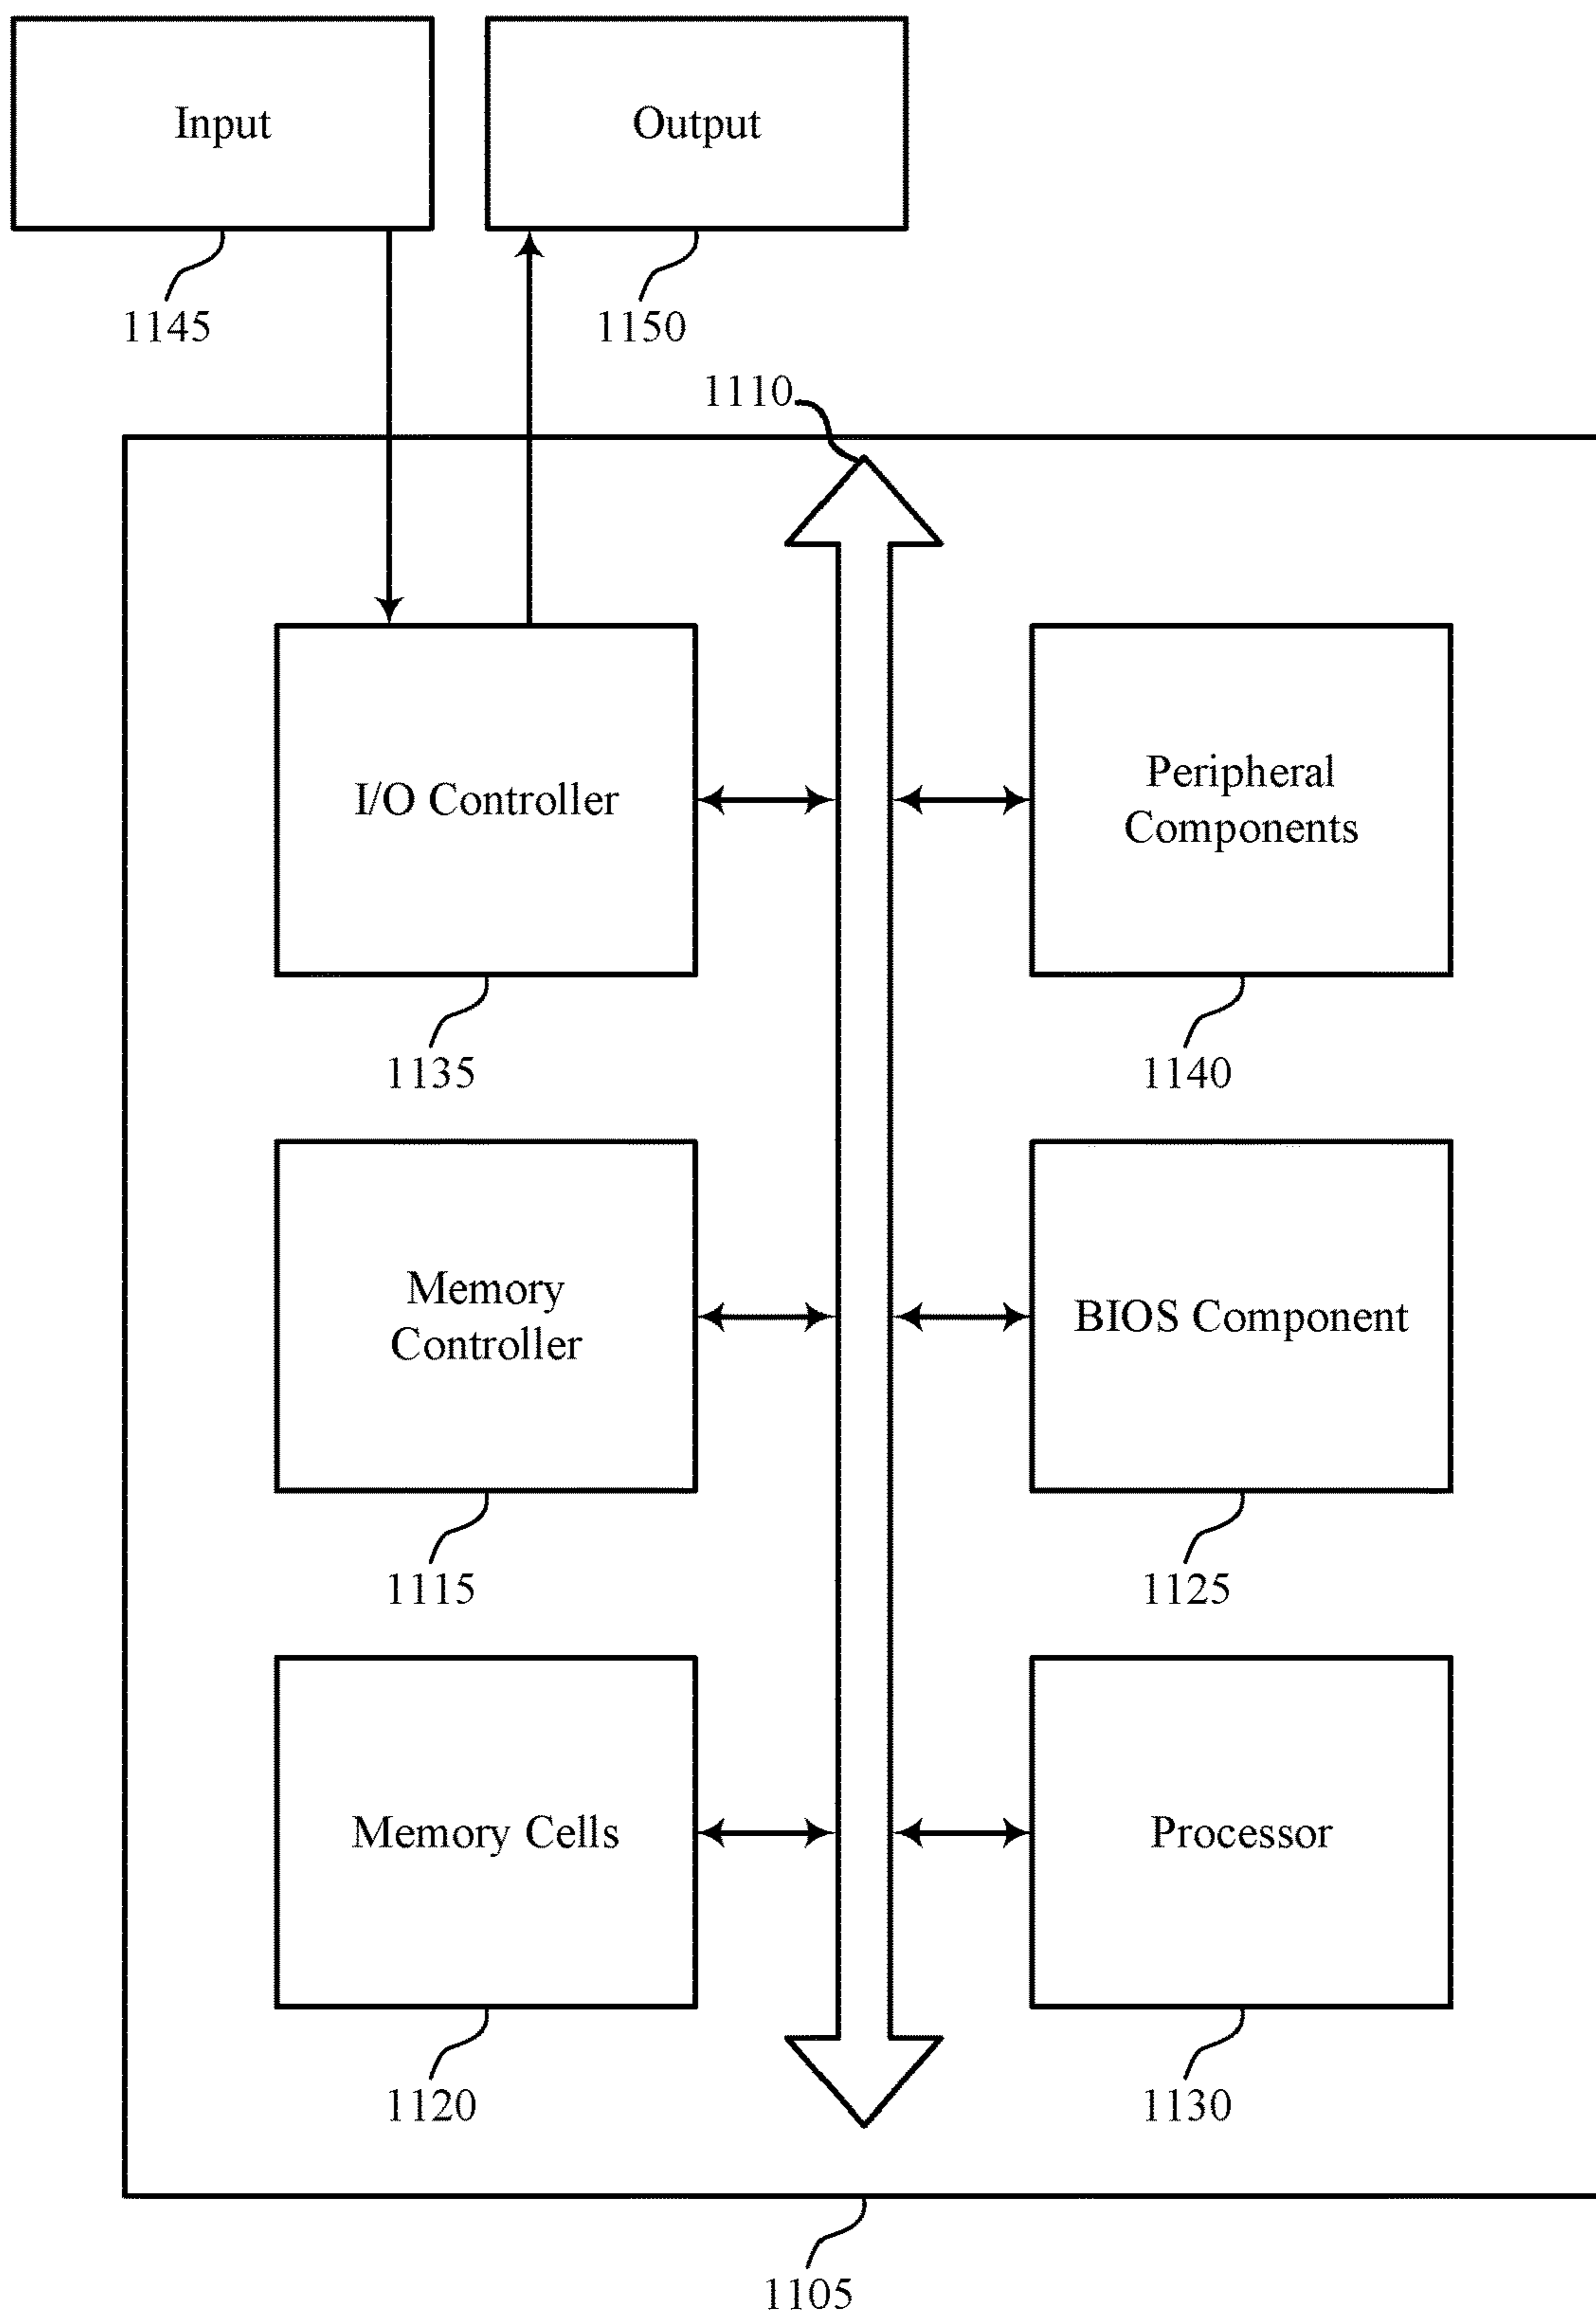 Input
Output
1145
1150
1110
I/O Controller
Peripheral
Components
1135
1140
Memory
Controller
BIOS Component
1115
1125
Memory Cells
Processor
1120
1130
1105